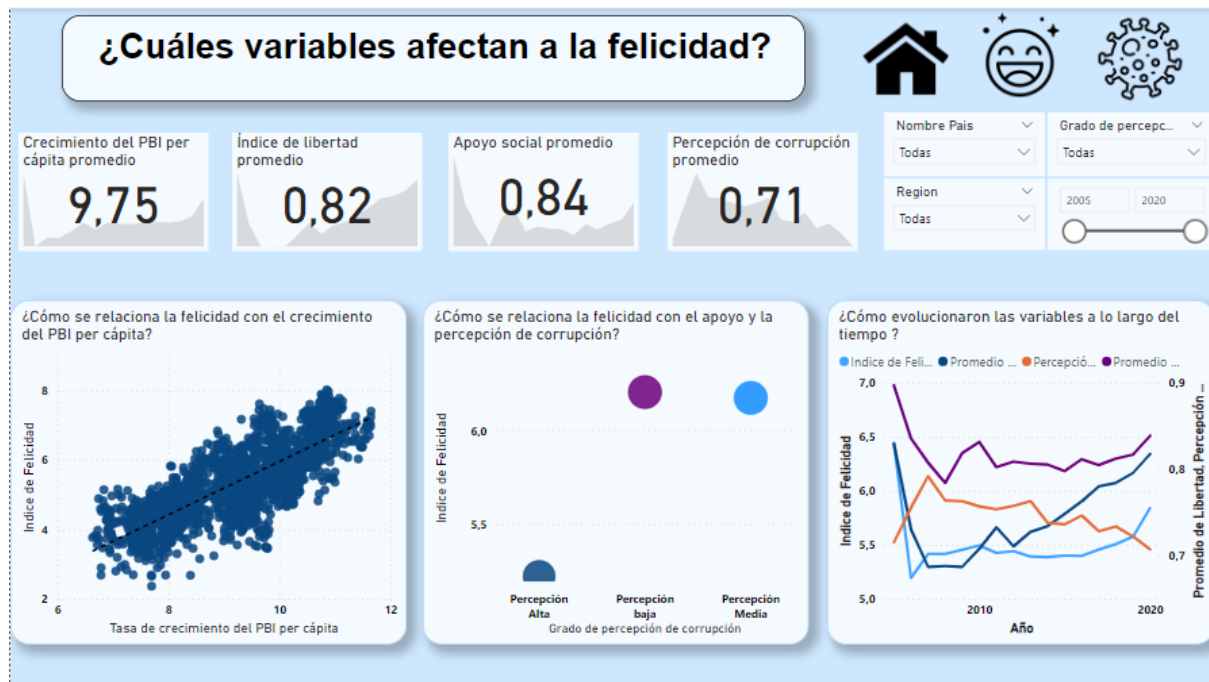 ¿Cuáles variables afectan a la felicidad?
Crecimiento del PBI per
cápita promedio
9,75
Índice de libertad
promedio
0,82
Apoyo social promedio
0,84
Percepción de corrupción
promedio
0,71
Nombre Pais
Todas
Grado de percepc...
Todas
Region
Todas
2005
2020
¿Cómo se relaciona la felicidad con el crecimiento
del PBI per cápita?
Indice de Felicidad
8
6
4
2
6
8
10
12
Tasa de crecimiento del PBI per cápita
¿Cómo se relaciona la felicidad con el apoyo y la
percepción de corrupción?
Indice de Felicidad
6,0
5,5
Percepción
Alta
Percepción
baja
Percepción
Media
Grado de percepción de corrupción
¿Cómo evolucionaron las variables a lo largo del
tiempo ?
Indice de Feli...
Promedio ...
Percepció...
Promedio ...
Indice de Felicidad
7,0
6,5
6,0
5,5
5,0
0,9
0,8
0,7
Promedio de Libertad, Percepción ...
2010
2020
Año